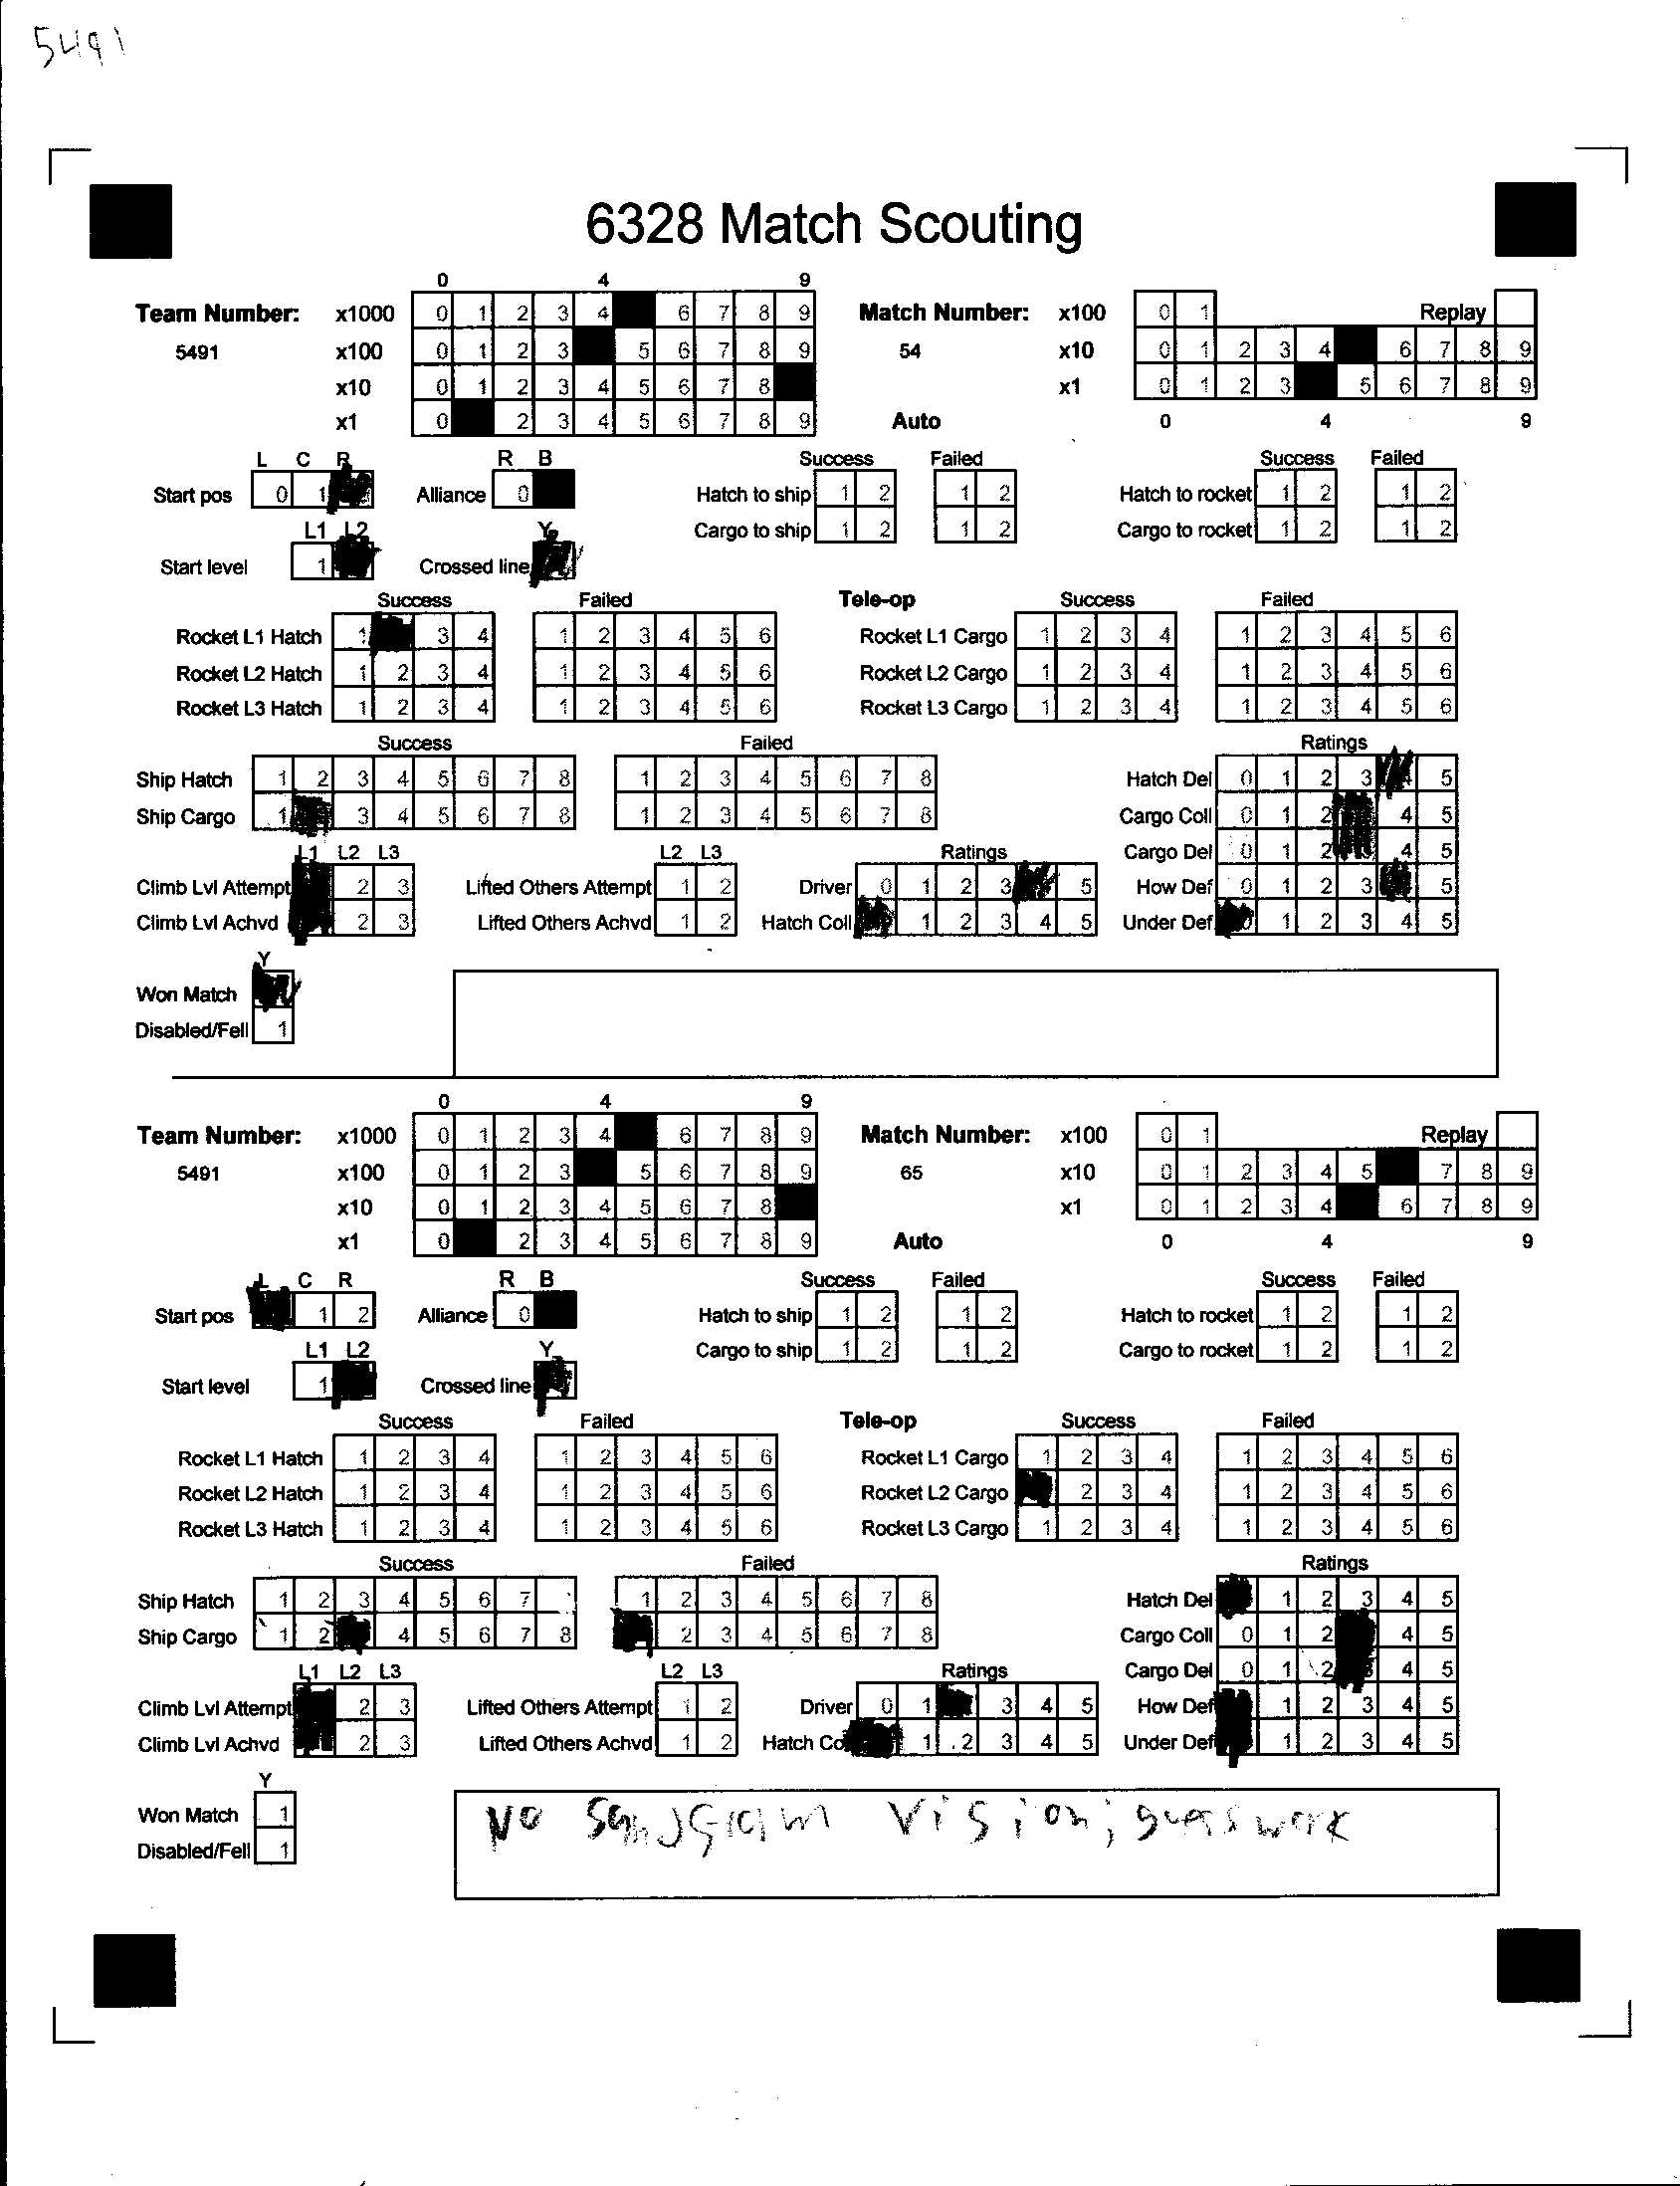 5491
6328 Match Scouting
0 4 9
Team Number: x1000 0 1 2 3 4 6 7 8 9 Match Number: x100 0 1 Replay
5491 x100 0 1 2 3 5 6 7 8 9 54 x10 0 1 2 3 4 6 7 8 9
x10 0 1 2 3 4 5 6 7 8 x1 0 1 2 3 5 6 7 8 9
x1 0 2 3 4 5 6 7 8 9 Auto 0 4 9
L C R R B Success Failed Success Failed
Start pos 0 1 Alliance 0 Hatch to ship 1 2 1 2 Hatch to rocket 1 2 1 2
L1 L2 Y Cargo to ship 1 2 1 2 Cargo to rocket 1 2 1 2
Start level 1 Crossed line
Success Failed Tele-op Success Failed
Rocket L1 Hatch 1 3 4 1 2 3 4 5 6 Rocket L1 Cargo 1 2 3 4 1 2 3 4 5 6
Rocket L2 Hatch 1 2 3 4 1 2 3 4 5 6 Rocket L2 Cargo 1 2 3 4 1 2 3 4 5 6
Rocket L3 Hatch 1 2 3 4 1 2 3 4 5 6 Rocket L3 Cargo 1 2 3 4 1 2 3 4 5 6
Success Failed Ratings
Ship Hatch 1 2 3 4 5 6 7 8 1 2 3 4 5 6 7 8 Hatch Del 0 1 2 3 5
Ship Cargo 1 3 4 5 6 7 8 1 2 3 4 5 6 7 8 Cargo Coll 0 1 2 4 5
L1 L2 L3 L2 L3 Ratings Cargo Del 0 1 2 4 5
Climb Lvl Attempt 2 3 Lifted Others Attempt 1 2 Driver 0 1 2 3 5 How Def 0 1 2 3 5
Climb Lvl Achvd 2 3 Lifted Others Achvd 1 2 Hatch Coll 1 2 3 4 5 Under Def 1 2 3 4 5
Y
Won Match
Disabled/Fell 1
0 4 9
Team Number: x1000 0 1 2 3 4 6 7 8 9 Match Number: x100 0 1 Replay
5491 x100 0 1 2 3 5 6 7 8 9 65 x10 0 1 2 3 4 5 7 8 9
x10 0 1 2 3 4 5 6 7 8 x1 0 1 2 3 4 6 7 8 9
x1 0 2 3 4 5 6 7 8 9 Auto 0 4 9
L C R R B Success Failed Success Failed
Start pos 1 2 Alliance 0 Hatch to ship 1 2 1 2 Hatch to rocket 1 2 1 2
L1 L2 Y Cargo to ship 1 2 1 2 Cargo to rocket 1 2 1 2
Start level 1 Crossed line
Success Failed Tele-op Success Failed
Rocket L1 Hatch 1 2 3 4 1 2 3 4 5 6 Rocket L1 Cargo 1 2 3 4 1 2 3 4 5 6
Rocket L2 Hatch 1 2 3 4 1 2 3 4 5 6 Rocket L2 Cargo 2 3 4 1 2 3 4 5 6
Rocket L3 Hatch 1 2 3 4 1 2 3 4 5 6 Rocket L3 Cargo 1 2 3 4 1 2 3 4 5 6
Success Failed Ratings
Ship Hatch 1 2 3 4 5 6 7 1 2 3 4 5 6 7 8 Hatch Del 1 2 3 4 5
Ship Cargo 1 2 4 5 6 7 8 2 3 4 5 6 7 8 Cargo Coll 0 1 2 4 5
L1 L2 L3 L2 L3 Ratings Cargo Del 0 1 2 4 5
Climb Lvl Attempt 2 3 Lifted Others Attempt 1 2 Driver 0 1 3 4 5 How Def 1 2 3 4 5
Climb Lvl Achvd 2 3 Lifted Others Achvd 1 2 Hatch Co 1 2 3 4 5 Under Def 1 2 3 4 5
Y
Won Match 1
Disabled/Fell 1
No vision; guesswork